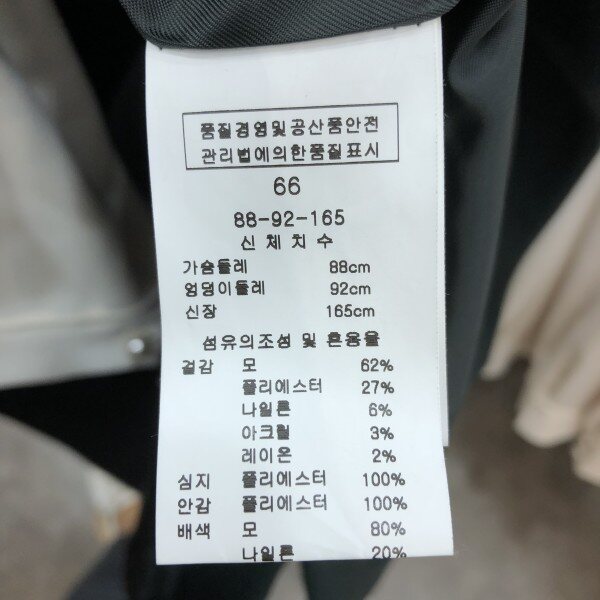 품질경영및공산품안전
관리법에의한품질표시
66
88-92-165
신체치수
가슴둘레 88cm
엉덩이둘레 92cm
신장 165cm
섬유의조성 및 혼용율
겉감 모 62%
폴리에스터 27%
나일론 6%
아크릴 3%
레이온 2%
심지 폴리에스터 100%
안감 폴리에스터 100%
배색 모 80%
나일론 20%